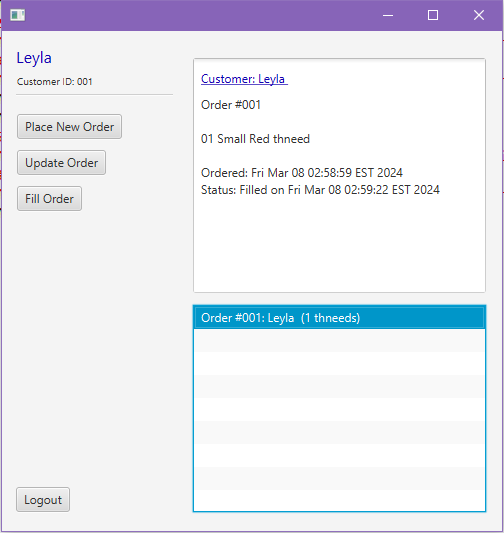 Leyla
Customer ID: 001
Place New Order
Update Order
Fill Order
Logout
Customer: Leyla
Order #001
01 Small Red thneed
Ordered: Fri Mar 08 02:58:59 EST 2024
Status: Filled on Fri Mar 08 02:59:22 EST 2024
Order #001: Leyla  (1 thneeds)